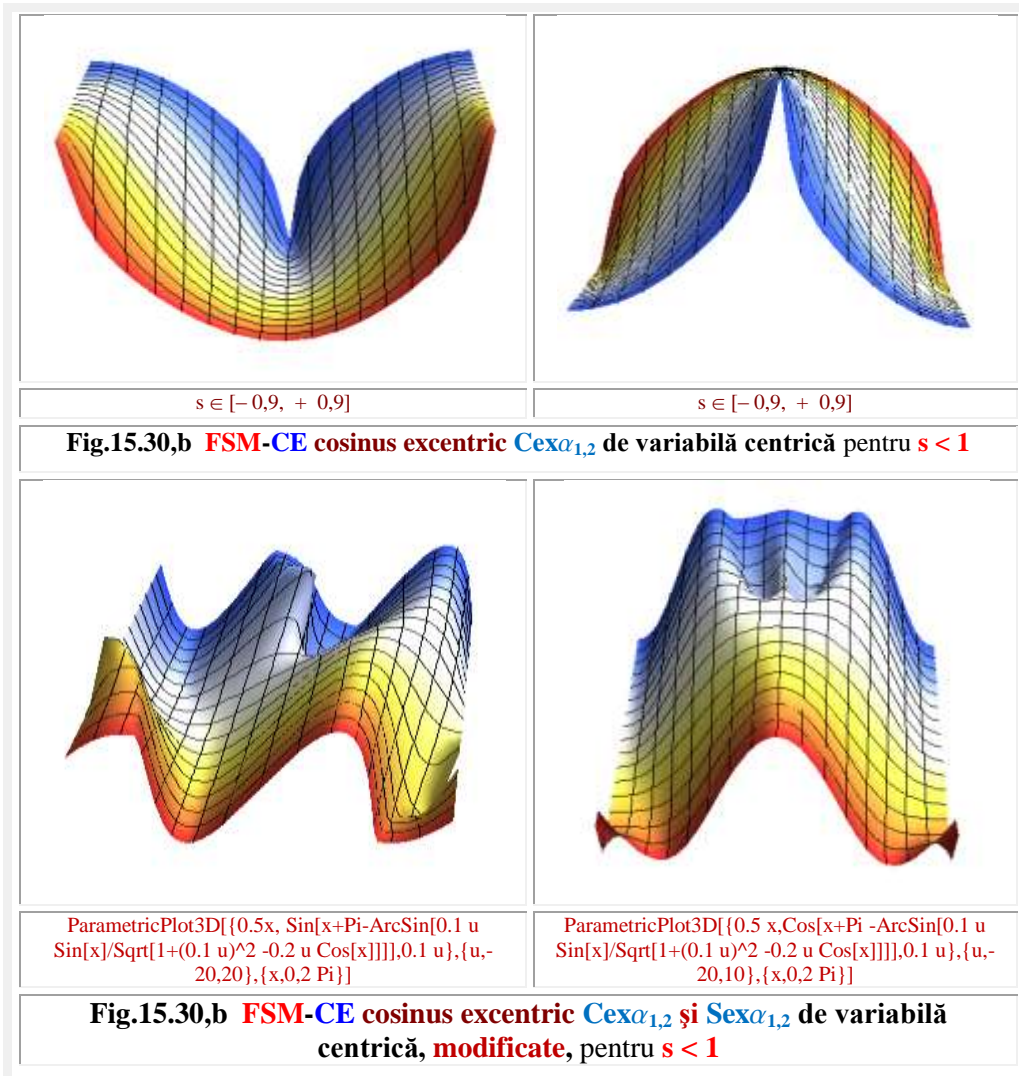 s ∈ [– 0,9, + 0,9]
s ∈ [– 0,9, + 0,9]
Fig.15.30,b FSM-CE cosinus excentric Cexα1,2 de variabilă centrică pentru s < 1
ParametricPlot3D[{0.5x, Sin[x+Pi-ArcSin[0.1 u
Sin[x]/Sqrt[1+(0.1 u)^2 -0.2 u Cos[x]]]],0.1 u},{u,-
20,20},{x,0,2 Pi}]
ParametricPlot3D[{0.5 x,Cos[x+Pi -ArcSin[0.1 u
Sin[x]/Sqrt[1+(0.1 u)^2 -0.2 u Cos[x]]]],0.1 u},{u,-
20,10},{x,0,2 Pi}]
Fig.15.30,b FSM-CE cosinus excentric Cexα1,2 şi Sexα1,2 de variabilă
centrică, modificate, pentru s < 1